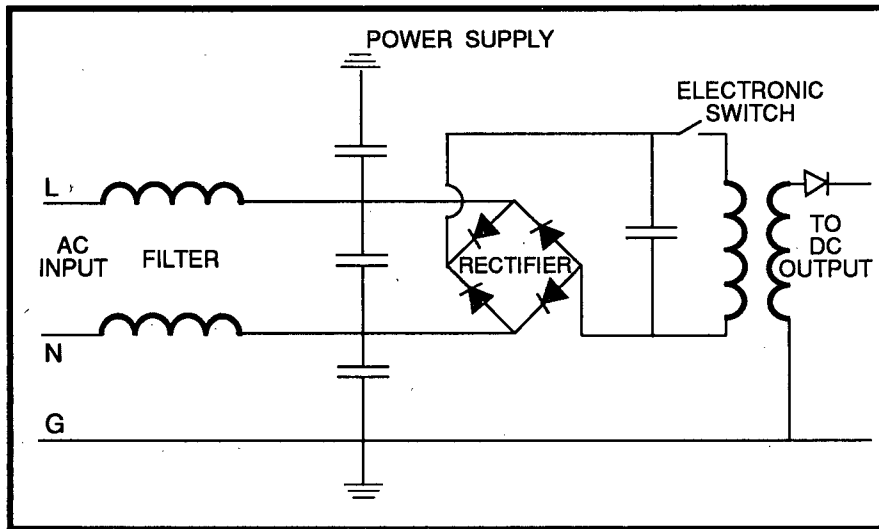 POWER SUPPLY
ELECTRONIC
SWITCH
L
AC
INPUT
FILTER
RECTIFIER
TO
DC
OUTPUT
N
G